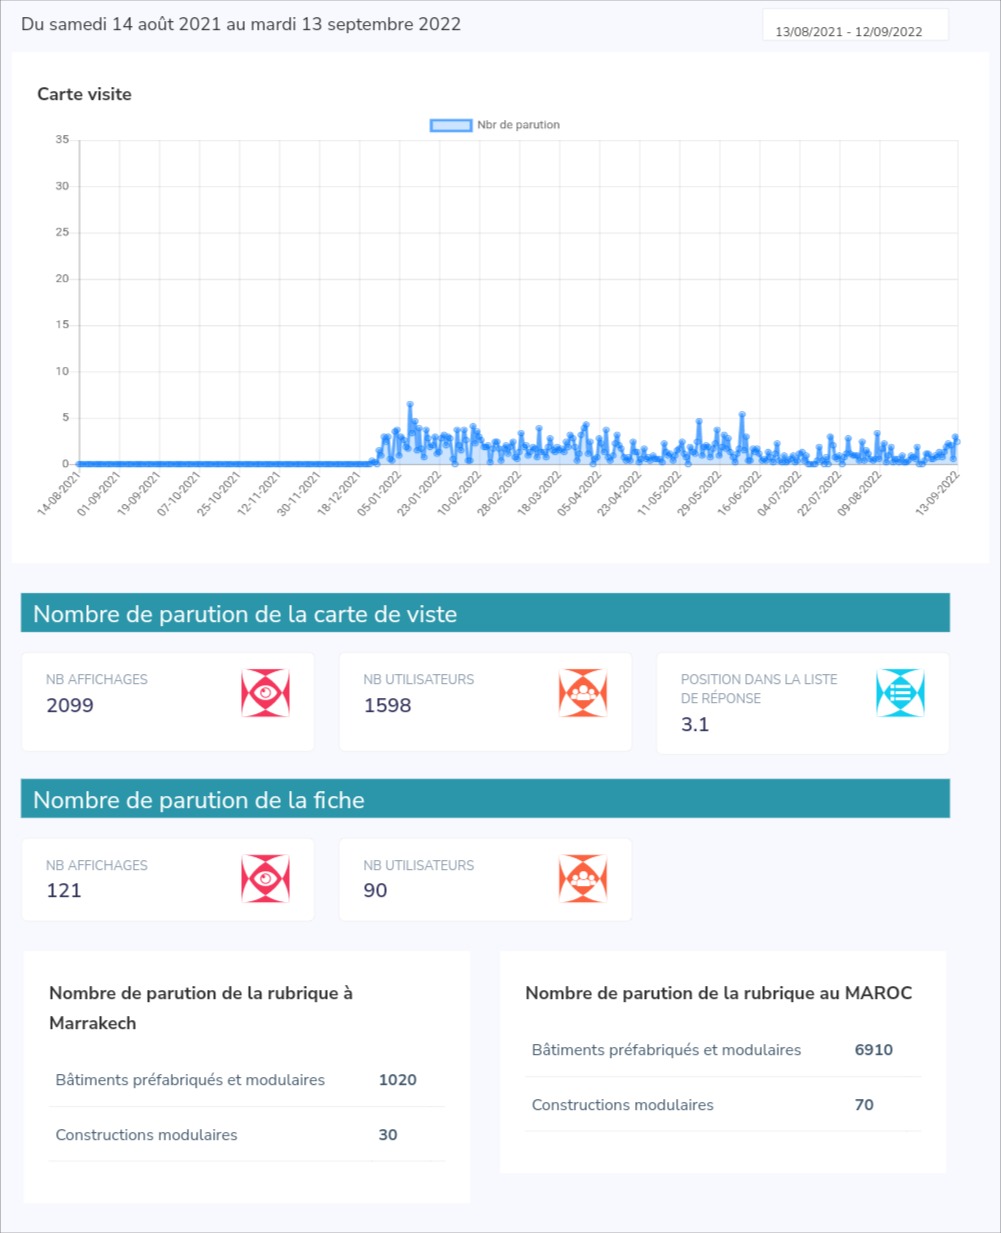 Du samedi 14 août 2021 au mardi 13 septembre 2022
13/08/2021 - 12/09/2022
Carte visite
Nbr de parution
35
30
25
20
15
10
5
0
14-08-2021
01-09-2021
19-09-2021
07-10-2021
25-10-2021
12-11-2021
30-11-2021
18-12-2021
05-01-2022
23-01-2022
10-02-2022
28-02-2022
18-03-2022
05-04-2022
23-04-2022
11-05-2022
29-05-2022
16-06-2022
04-07-2022
22-07-2022
09-08-2022
13-09-2022
Nombre de parution de la carte de viste
NB AFFICHAGES
2099
NB UTILISATEURS
1598
POSITION DANS LA LISTE
DE RÉPONSE
3.1
Nombre de parution de la fiche
NB AFFICHAGES
121
NB UTILISATEURS
90
Nombre de parution de la rubrique à
Marrakech
Bâtiments préfabriqués et modulaires 1020
Constructions modulaires 30
Nombre de parution de la rubrique au MAROC
Bâtiments préfabriqués et modulaires 6910
Constructions modulaires 70